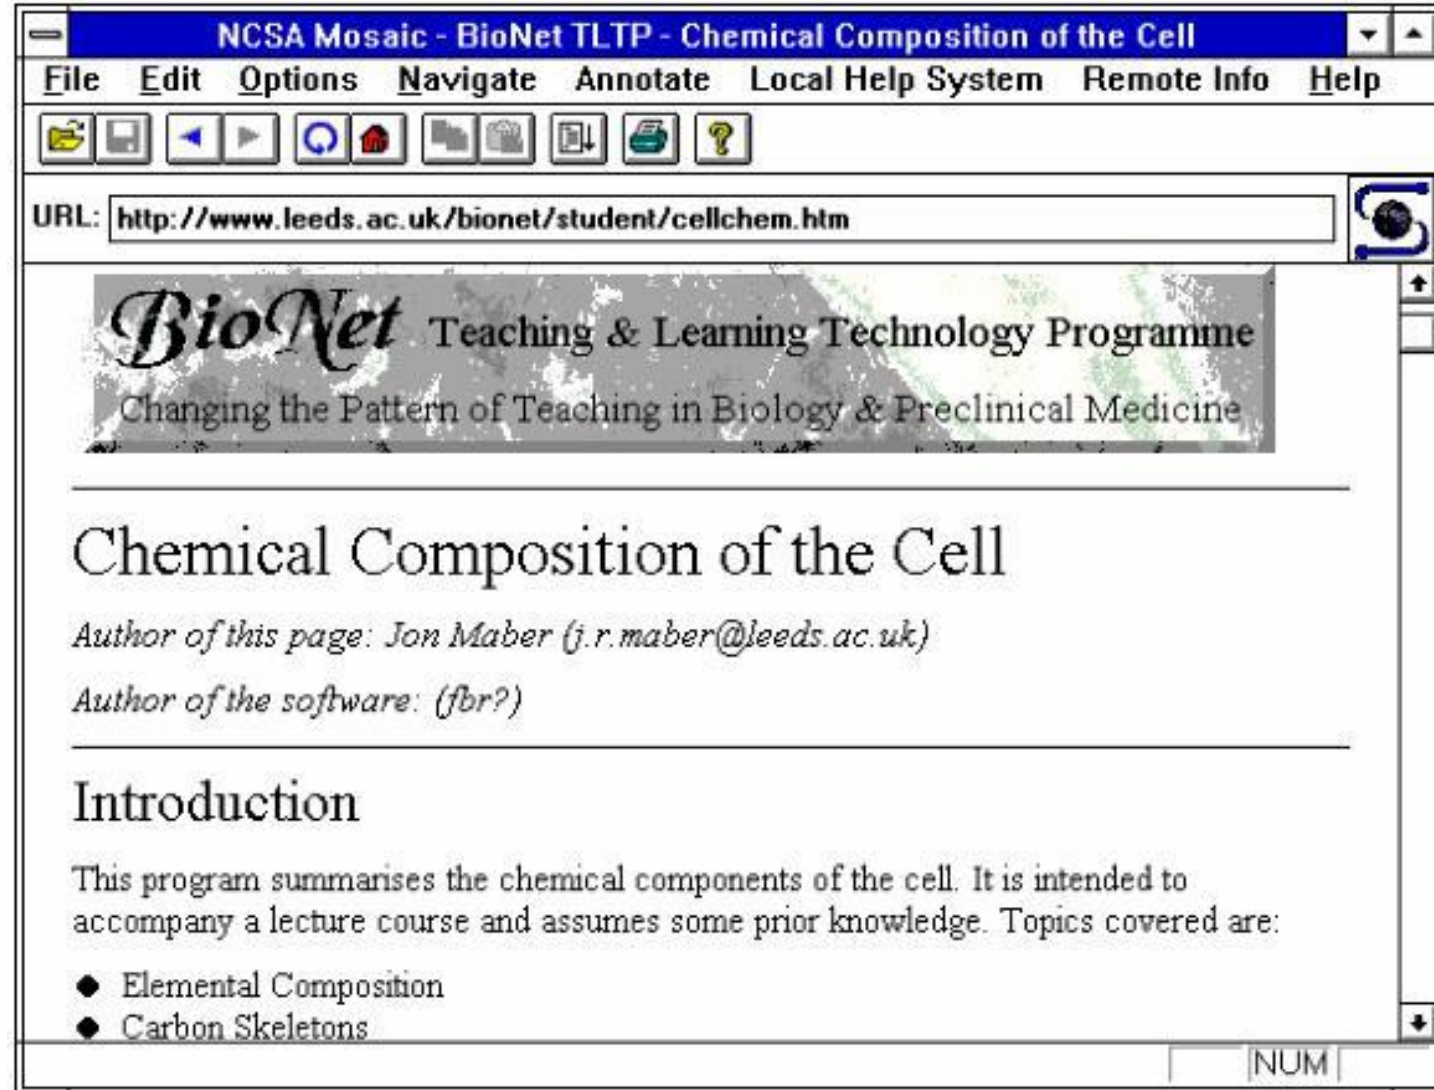 NCSA Mosaic - BioNet TLTP - Chemical Composition of the Cell
File Edit Options Navigate Annotate Local Help System Remote Info Help
URL: http://www.leeds.ac.uk/bionet/student/cellchem.htm
BioNet Teaching & Learning Technology Programme
Changing the Pattern of Teaching in Biology & Preclinical Medicine
Chemical Composition of the Cell
Author of this page: Jon Maber (j.r.maber@leeds.ac.uk)
Author of the software: (fbr?)
Introduction
This program summarises the chemical components of the cell. It is intended to
accompany a lecture course and assumes some prior knowledge. Topics covered are:
Elemental Composition
Carbon Skeletons
NUM